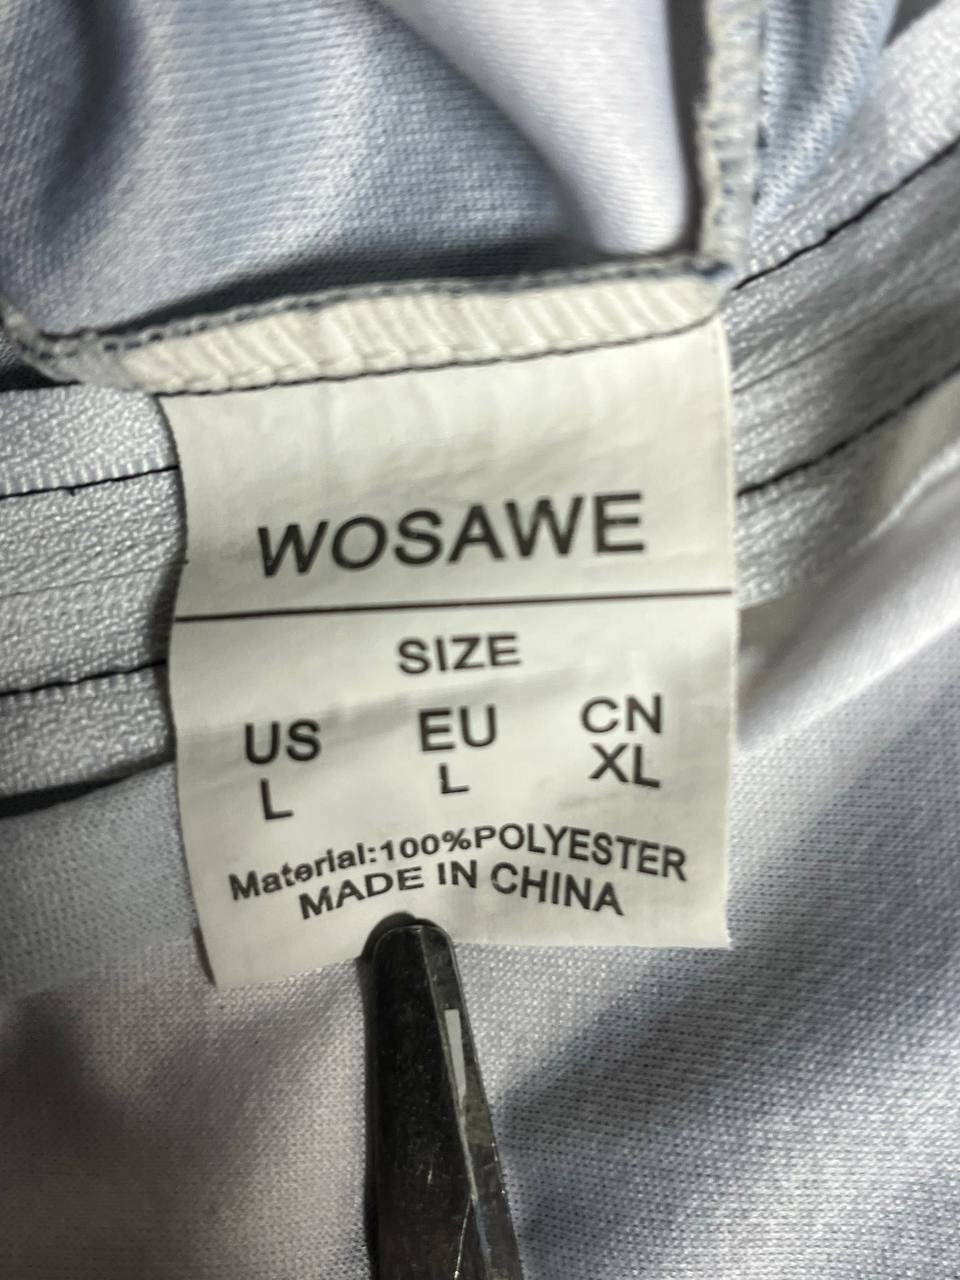 WOSAWE
SIZE
US EU CN
L L XL
Material:100%POLYESTER
MADE IN CHINA